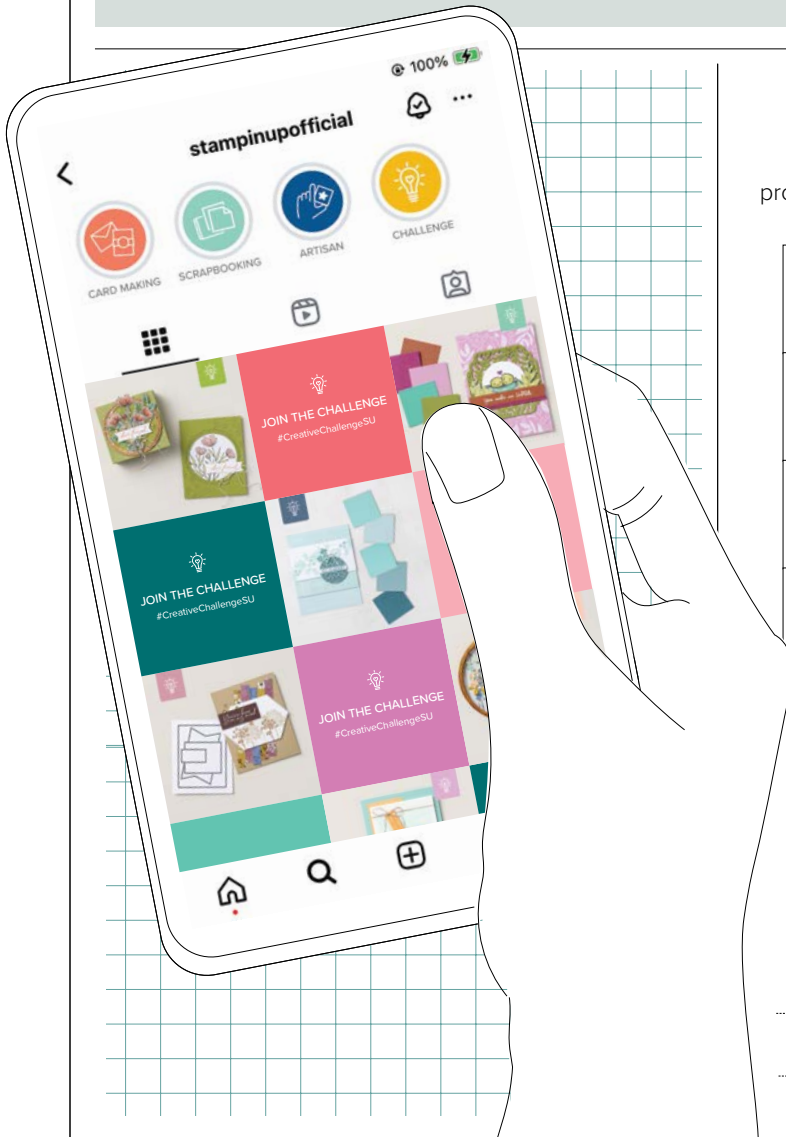 100%
stampinupofficial
CARD MAKING
SCRAPBOOKING
ARTISAN
CHALLENGE
JOIN THE CHALLENGE
#CreativeChallengeSU
JOIN THE CHALLENGE
#CreativeChallengeSU
JOIN THE CHALLENGE
#CreativeChallengeSU